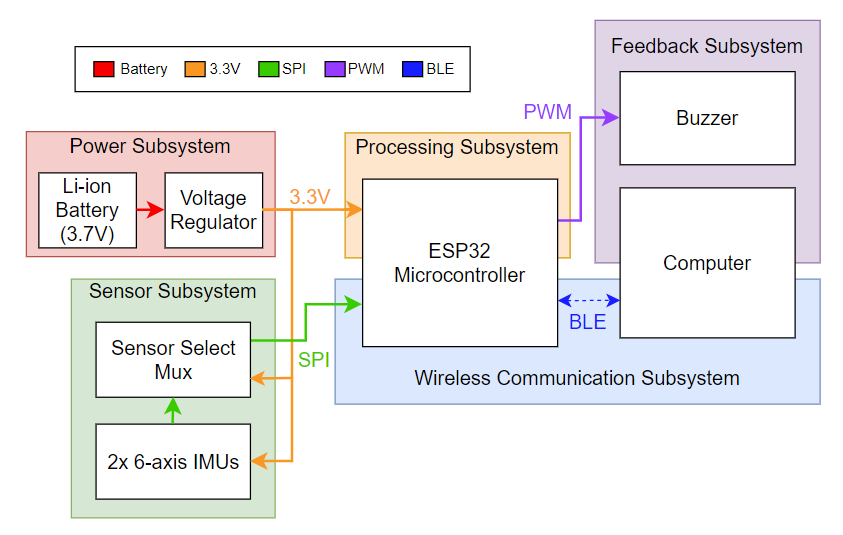 Battery
3.3V
SPI
PWM
BLE
Feedback Subsystem
Buzzer
Computer
PWM
Power Subsystem
Li-ion
Battery
(3.7V)
Voltage
Regulator
3.3V
Processing Subsystem
ESP32
Microcontroller
Sensor Subsystem
Sensor Select
Mux
SPI
2x 6-axis IMUs
BLE
Wireless Communication Subsystem